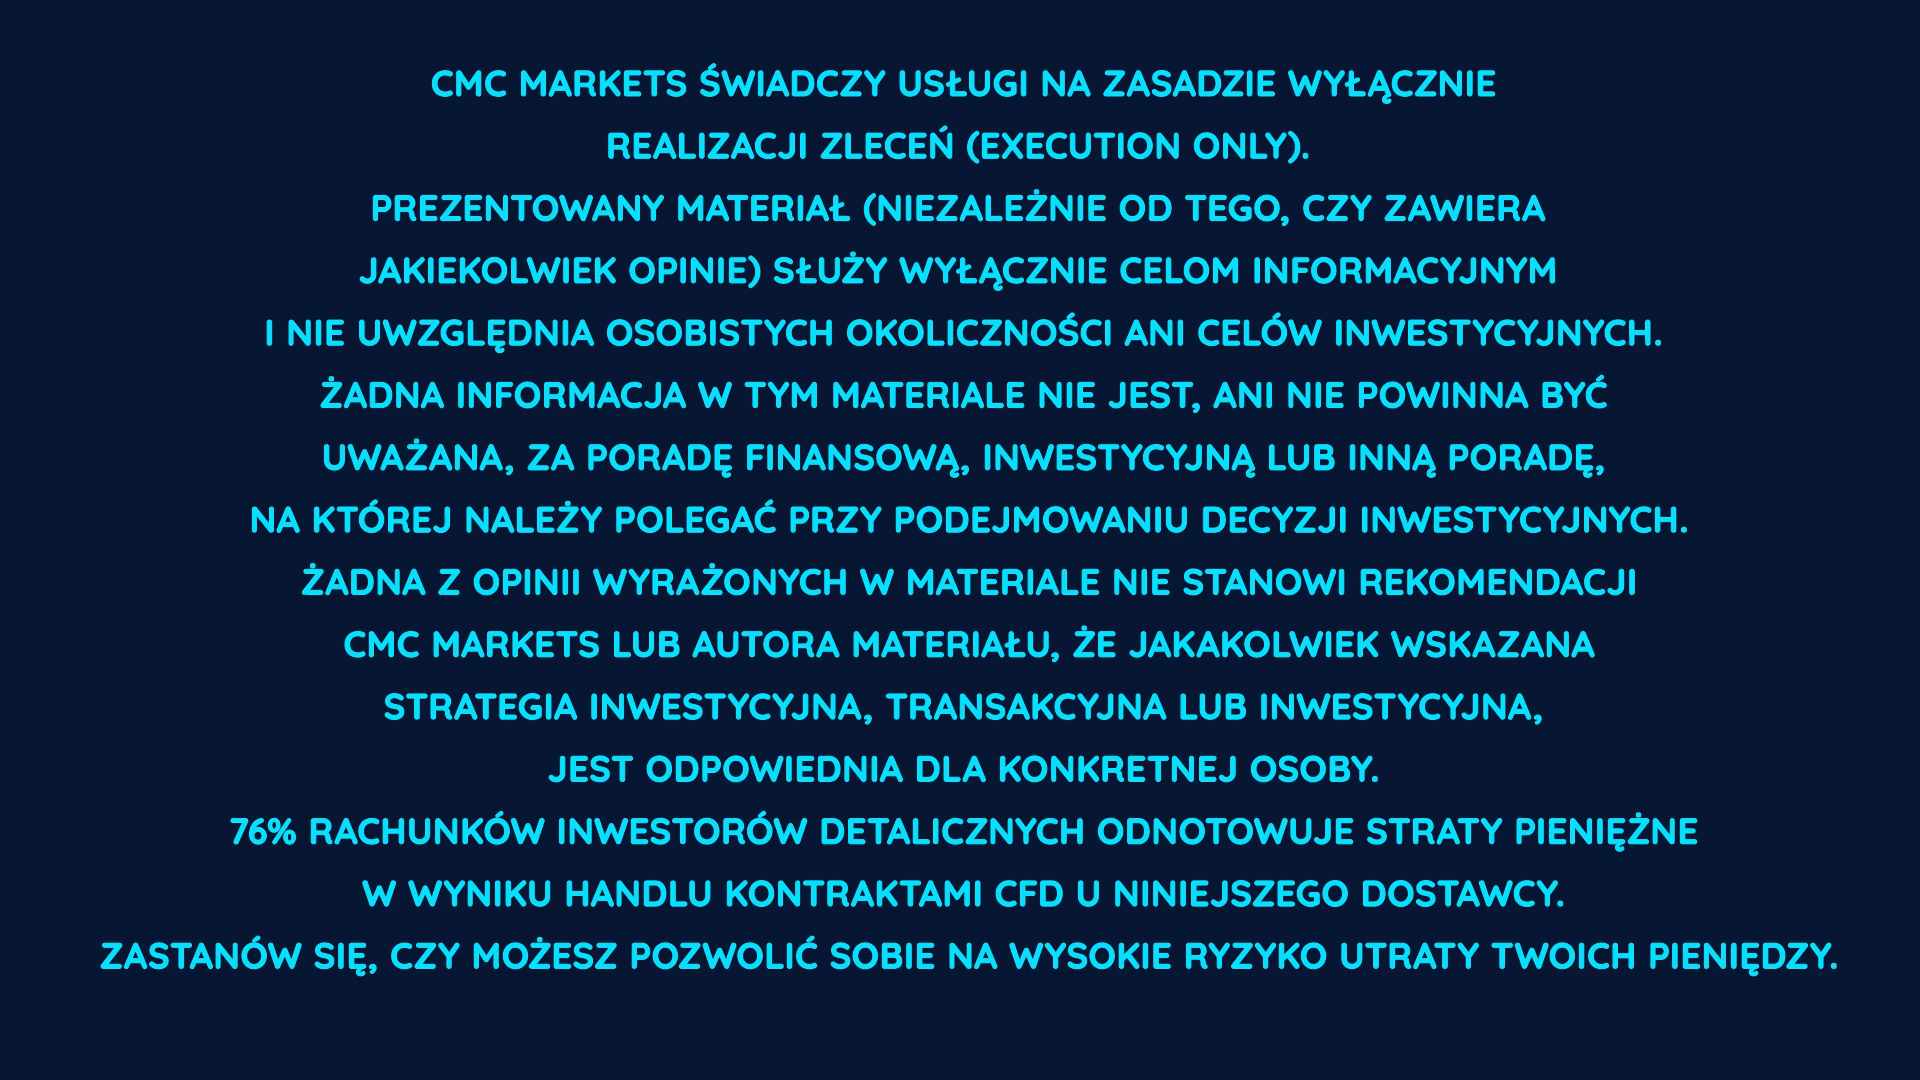 CMC MARKETS ŚWIADCZY USŁUGI NA ZASADZIE WYŁĄCZNIE
REALIZACJI ZLECEŃ (EXECUTION ONLY).
PREZENTOWANY MATERIAŁ (NIEZALEŻNIE OD TEGO, CZY ZAWIERA
JAKIEKOLWIEK OPINIE) SŁUŻY WYŁĄCZNIE CELOM INFORMACYJNYM
I NIE UWZGLĘDNIA OSOBISTYCH OKOLICZNOŚCI ANI CELÓW INWESTYCYJNYCH.
ŻADNA INFORMACJA W TYM MATERIALE NIE JEST, ANI NIE POWINNA BYĆ
UWAŻANA, ZA PORADĘ FINANSOWĄ, INWESTYCYJNĄ LUB INNĄ PORADĘ,
NA KTÓREJ NALEŻY POLEGAĆ PRZY PODEJMOWANIU DECYZJI INWESTYCYJNYCH.
ŻADNA Z OPINII WYRAŻONYCH W MATERIALE NIE STANOWI REKOMENDACJI
CMC MARKETS LUB AUTORA MATERIAŁU, ŻE JAKAKOLWIEK WSKAZANA
STRATEGIA INWESTYCYJNA, TRANSAKCYJNA LUB INWESTYCYJNA,
JEST ODPOWIEDNIA DLA KONKRETNEJ OSOBY.
76% RACHUNKÓW INWESTORÓW DETALICZNYCH ODNOTOWUJE STRATY PIENIĘŻNE
W WYNIKU HANDLU KONTRAKTAMI CFD U NINIEJSZEGO DOSTAWCY.
ZASTANÓW SIĘ, CZY MOŻESZ POZWOLIĆ SOBIE NA WYSOKIE RYZYKO UTRATY TWOICH PIENIĘDZY.